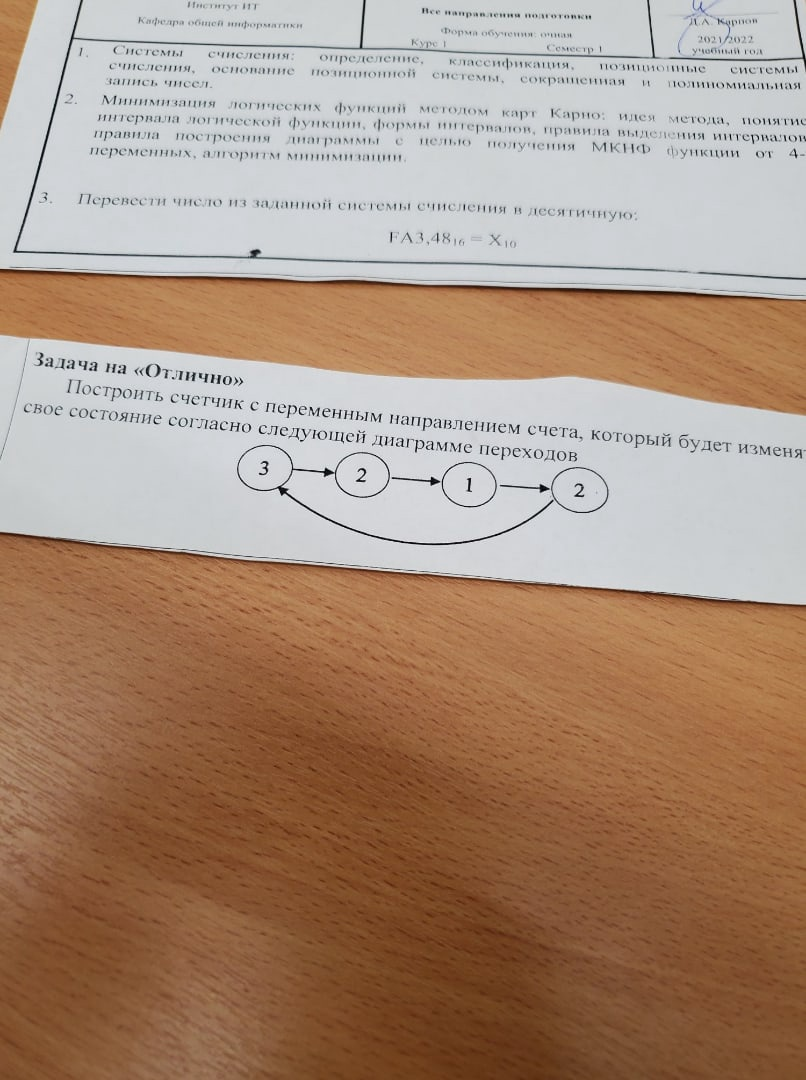 Институт ИТ
Кафедра общей информатики
Все направления подготовки
Форма обучения: очная
Курс 1 Семестр 1
Д.А. Карпов
2021/2022
учебный год
1. Системы счисления: определение, классификация, позиционные системы
счисления, основание позиционной системы, сокращенная и полиномиальная
запись чисел.
2. Минимизация логических функций методом карт Карно: идея метода, понятие
интервала логической функции, формы интервалов, правила выделения интервалов
правила построения диаграммы с целью получения МКНФ функции от 4-
переменных, алгоритм минимизации.
3. Перевести число из заданной системы счисления в десятичную:
FA3,48₁₆ = X₁₀
Задача на «Отлично»
Построить счетчик с переменным направлением счета, который будет изменят
свое состояние согласно следующей диаграмме переходов
3 2 1 2